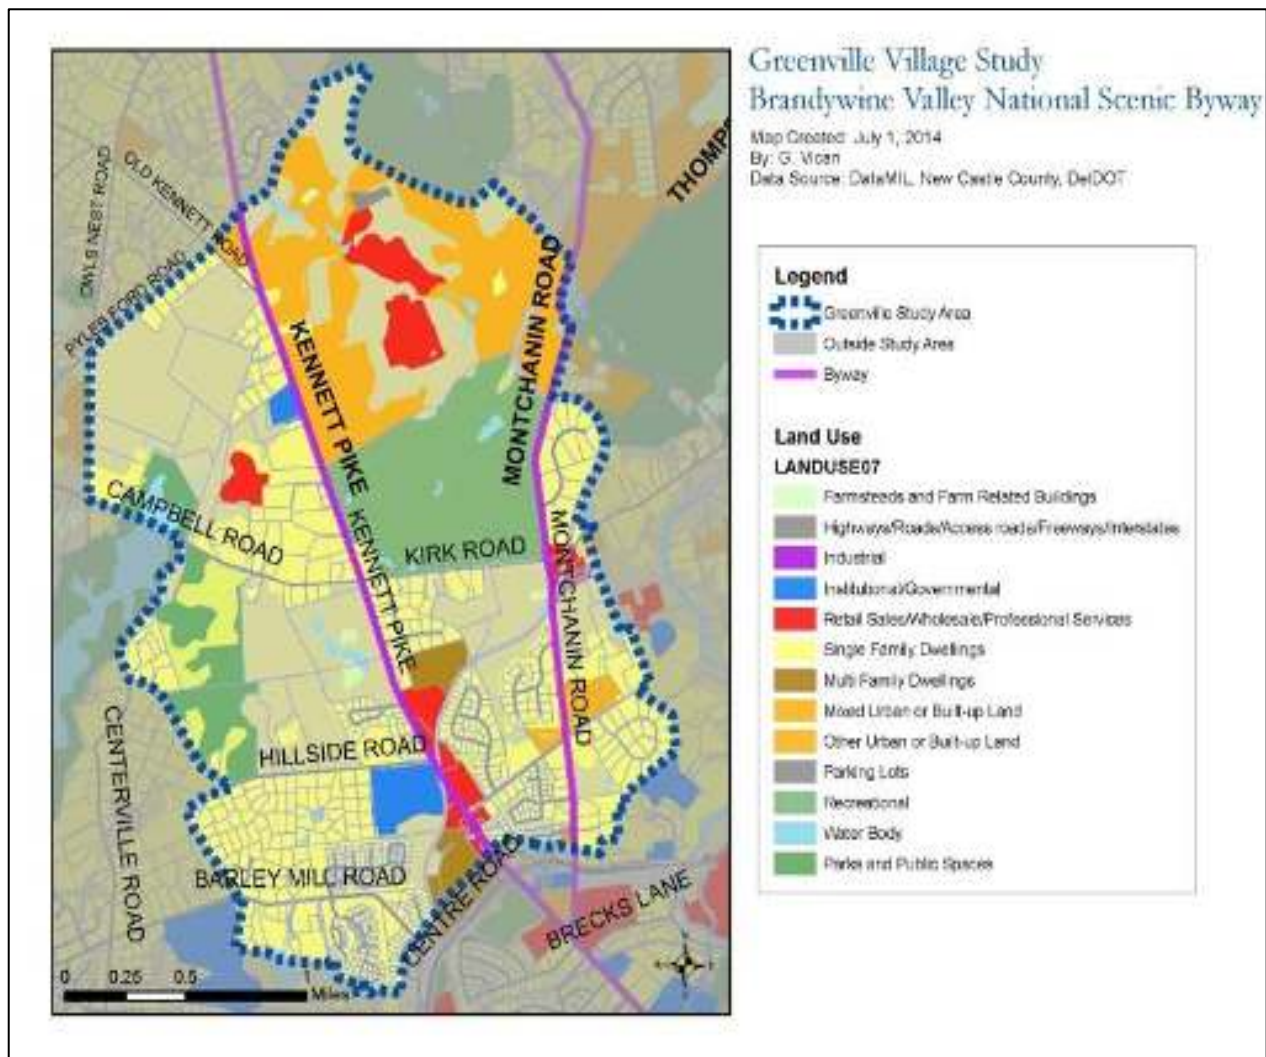 Greenville Village Study
Brandywine Valley National Scenic Byway
Map Created: July 1, 2014
By: G. Vican
Data Source: DataMIL, New Castle County, DelDOT
Legend
Greenville Study Area
Outside Study Area
Byway
Land Use
LANDUSE07
Farmsteads and Farm Related Buildings
Highways/Roads/Access roads/Freeways/Interstates
Industrial
Institutional/Governmental
Retail Sales/Wholesale/Professional Services
Single Family Dwellings
Multi Family Dwellings
Mixed Urban or Built-up Land
Other Urban or Built-up Land
Parking Lots
Recreational
Water Body
Parks and Public Spaces
THOMPS
OLD KENNETT ROAD
OWLS NEST ROAD
PYLES FORD ROAD
KENNETT PIKE
MONTCHANIN ROAD
CAMPBELL ROAD
KENNETT PIKE
KIRK ROAD
MONTCHANIN ROAD
HILLSIDE ROAD
CENTERVILLE ROAD
BARLEY MILL ROAD
CENTRE ROAD
BRECKS LANE
0 0.25 0.5
Miles